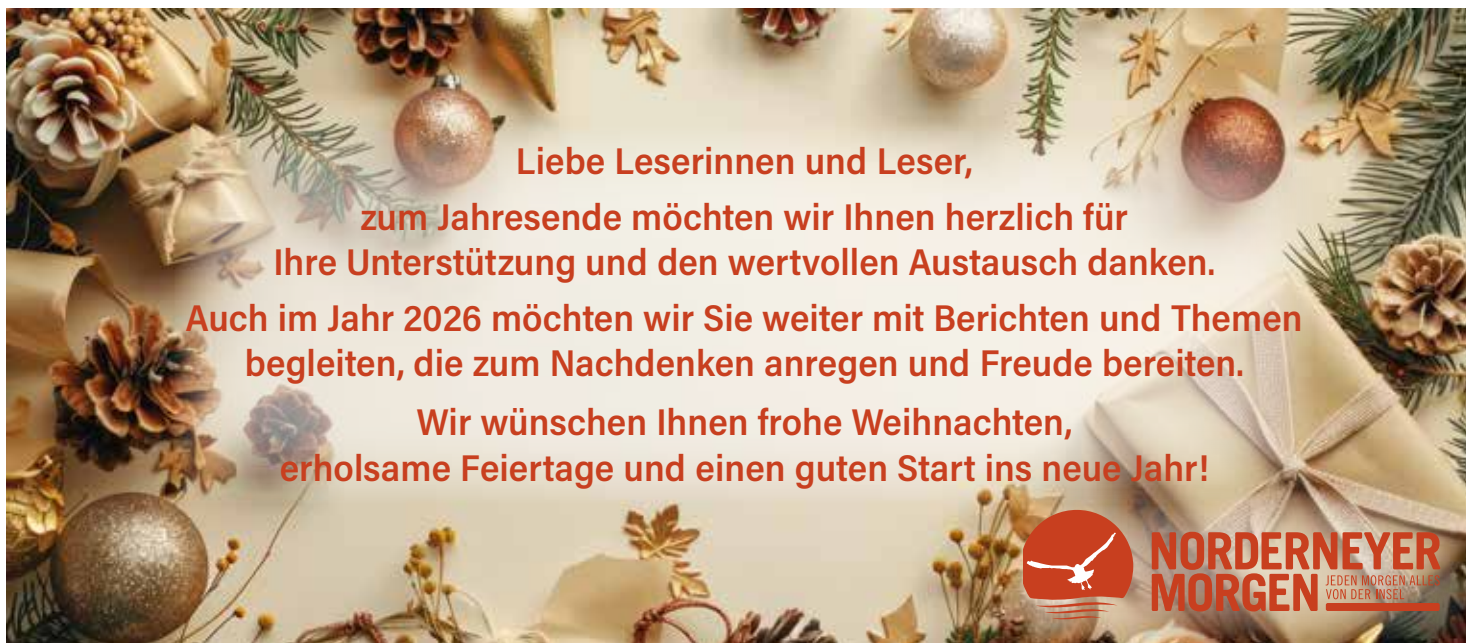 Liebe Leserinnen und Leser,
zum Jahresende möchten wir Ihnen herzlich für
Ihre Unterstützung und den wertvollen Austausch danken.
Auch im Jahr 2026 möchten wir Sie weiter mit Berichten und Themen
begleiten, die zum Nachdenken anregen und Freude bereiten.
Wir wünschen Ihnen frohe Weihnachten,
erholsame Feiertage und einen guten Start ins neue Jahr!
NORDERNEYER
MORGEN
JEDEN MORGEN ALLES
VON DER INSEL